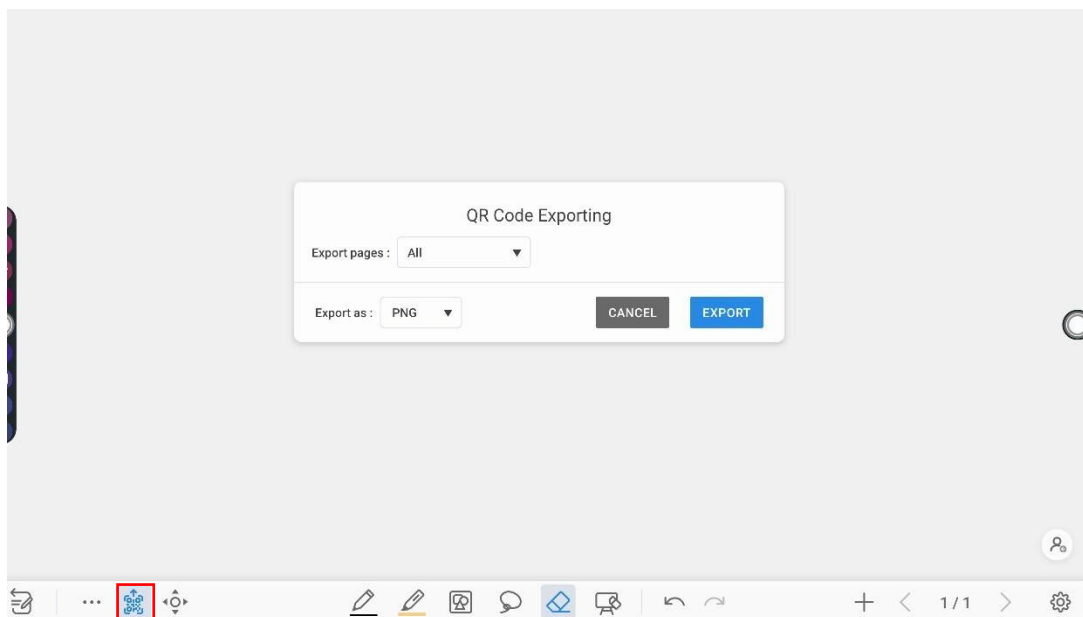 QR Code Exporting
Export pages : All
Export as : PNG CANCEL EXPORT
1 / 1